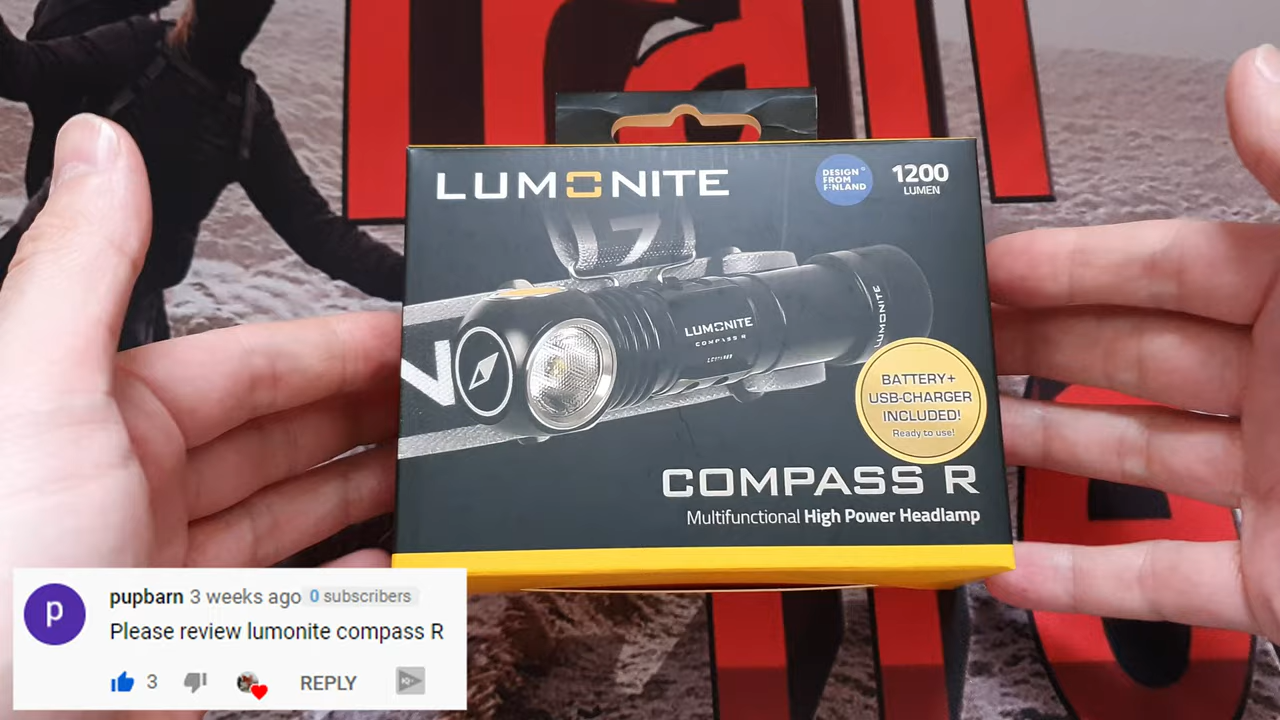 Trail
LUMONITE
DESIGN
FROM
FINLAND
1200
LUMEN
LUMONITE
COMPASS R
LUMONITE
BATTERY+
USB-CHARGER
INCLUDED!
Ready to use!
COMPASS R
Multifunctional High Power Headlamp
p
pupbarn 3 weeks ago 0 subscribers
Please review lumonite compass R
3
REPLY